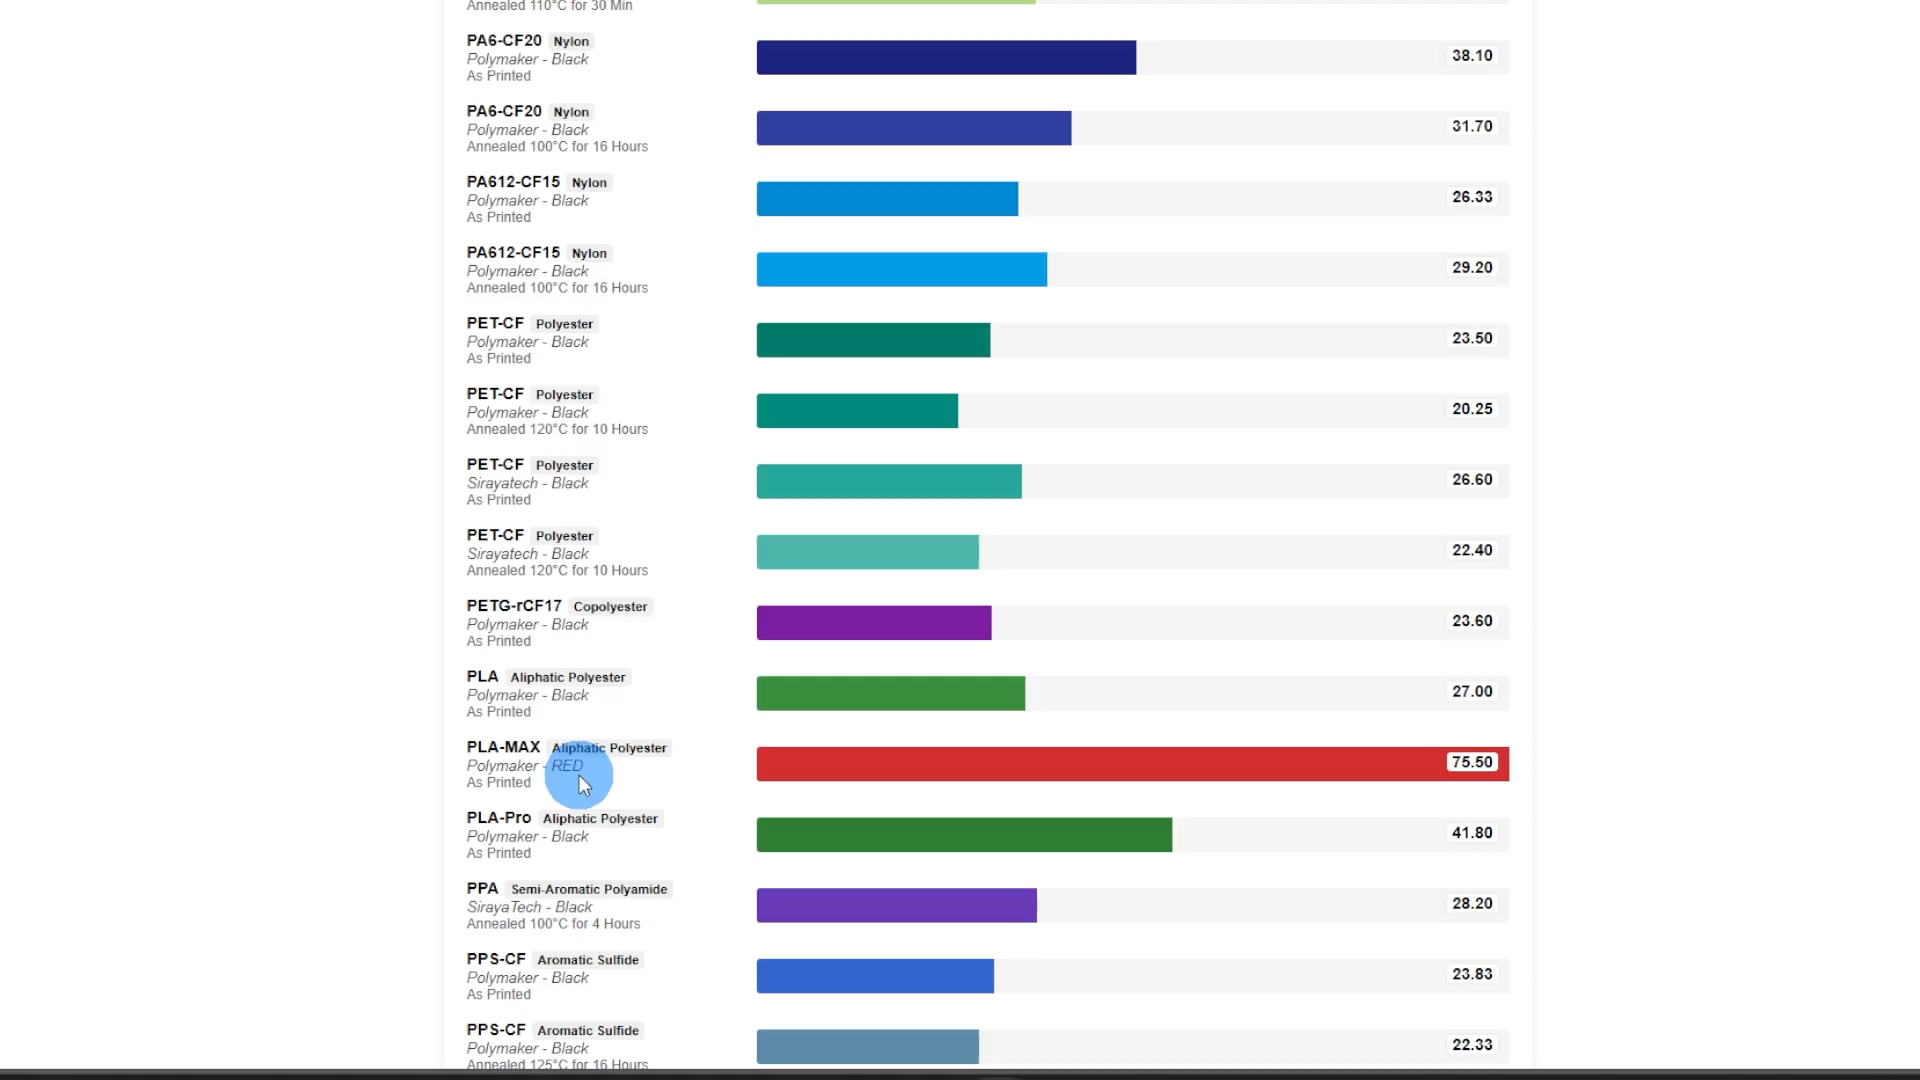 Annealed 110°C for 30 Min
PA6-CF20 Nylon
Polymaker - Black
As Printed
38.10
PA6-CF20 Nylon
Polymaker - Black
Annealed 100°C for 16 Hours
31.70
PA612-CF15 Nylon
Polymaker - Black
As Printed
26.33
PA612-CF15 Nylon
Polymaker - Black
Annealed 100°C for 16 Hours
29.20
PET-CF Polyester
Polymaker - Black
As Printed
23.50
PET-CF Polyester
Polymaker - Black
Annealed 120°C for 10 Hours
20.25
PET-CF Polyester
Sirayatech - Black
As Printed
26.60
PET-CF Polyester
Sirayatech - Black
Annealed 120°C for 10 Hours
22.40
PETG-rCF17 Copolyester
Polymaker - Black
As Printed
23.60
PLA Aliphatic Polyester
Polymaker - Black
As Printed
27.00
PLA-MAX Aliphatic Polyester
Polymaker - RED
As Printed
75.50
PLA-Pro Aliphatic Polyester
Polymaker - Black
As Printed
41.80
PPA Semi-Aromatic Polyamide
SirayaTech - Black
Annealed 100°C for 4 Hours
28.20
PPS-CF Aromatic Sulfide
Polymaker - Black
As Printed
23.83
PPS-CF Aromatic Sulfide
Polymaker - Black
Annealed 125°C for 16 Hours
22.33